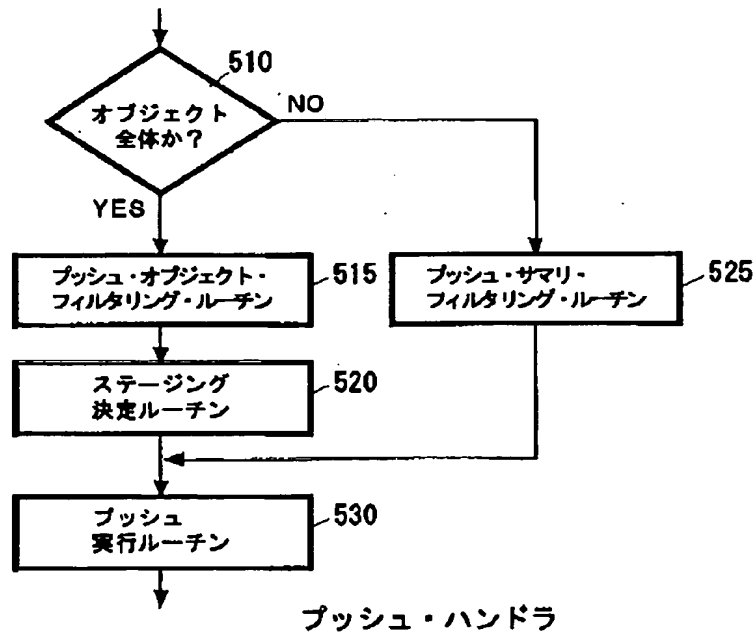 510
オブジェクト
全体か?
NO
YES
プッシュ・オブジェクト・
フィルタリング・ルーチン
515
プッシュ・サマリ・
フィルタリング・ルーチン
525
ステージング
決定ルーチン
520
プッシュ
実行ルーチン
530
プッシュ・ハンドラ